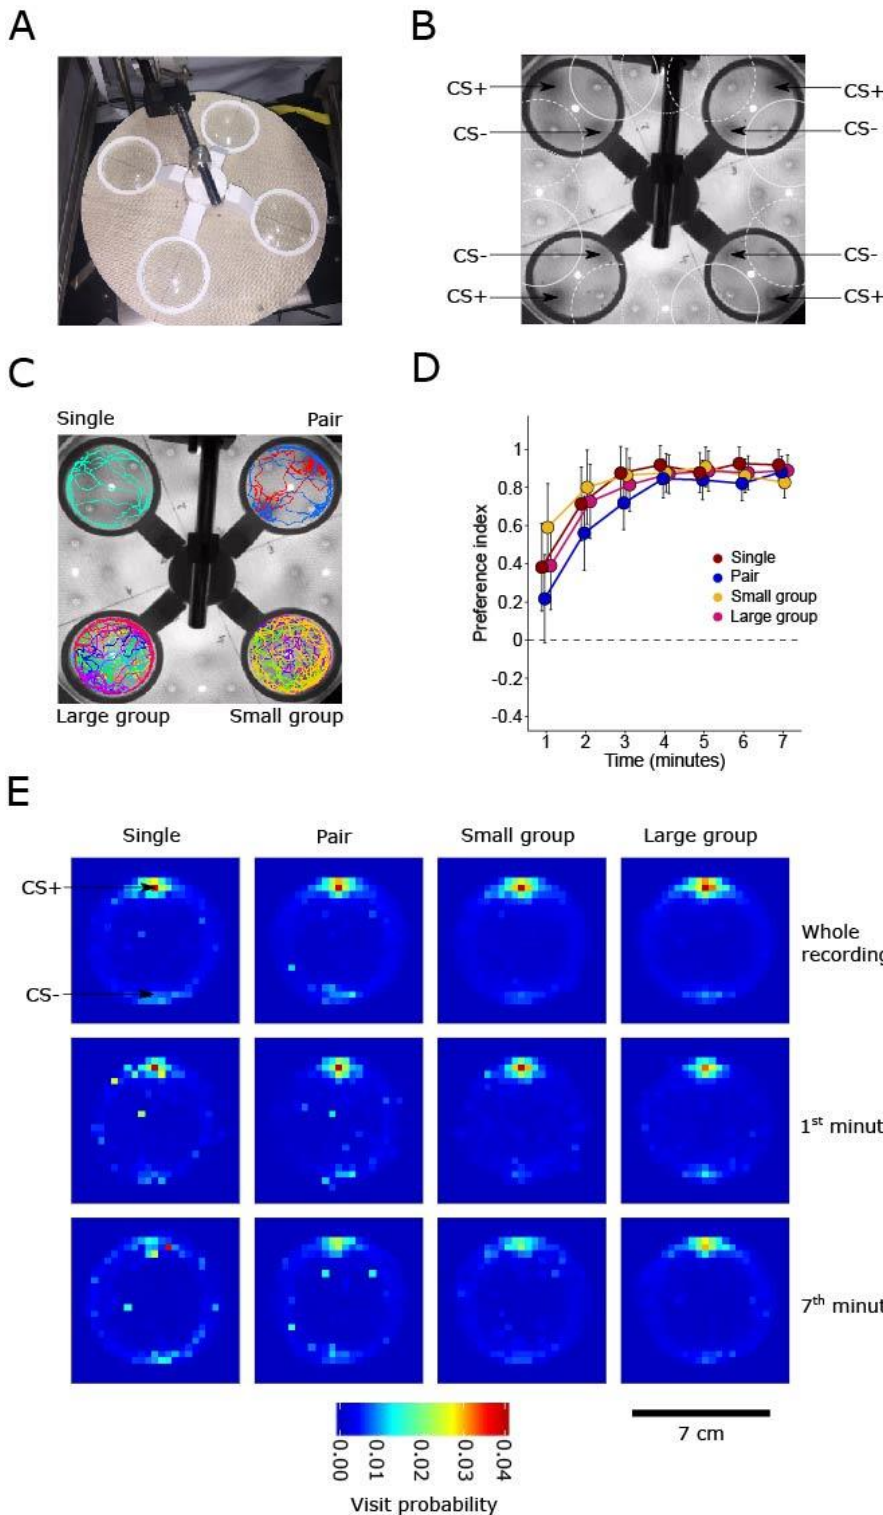 A
B
CS+
CS+
CS-
CS-
CS-
CS-
CS+
CS+
C
Single
Pair
Large group
Small group
D
Preference index
1
0.8
0.6
0.4
0.2
0
-0.2
-0.4
Single
Pair
Small group
Large group
1 2 3 4 5 6 7
Time (minutes)
E
Single Pair Small group Large group
CS+
CS-
Whole
recording
1st minut
7th minut
0.00 0.01 0.02 0.03 0.04
Visit probability
7 cm